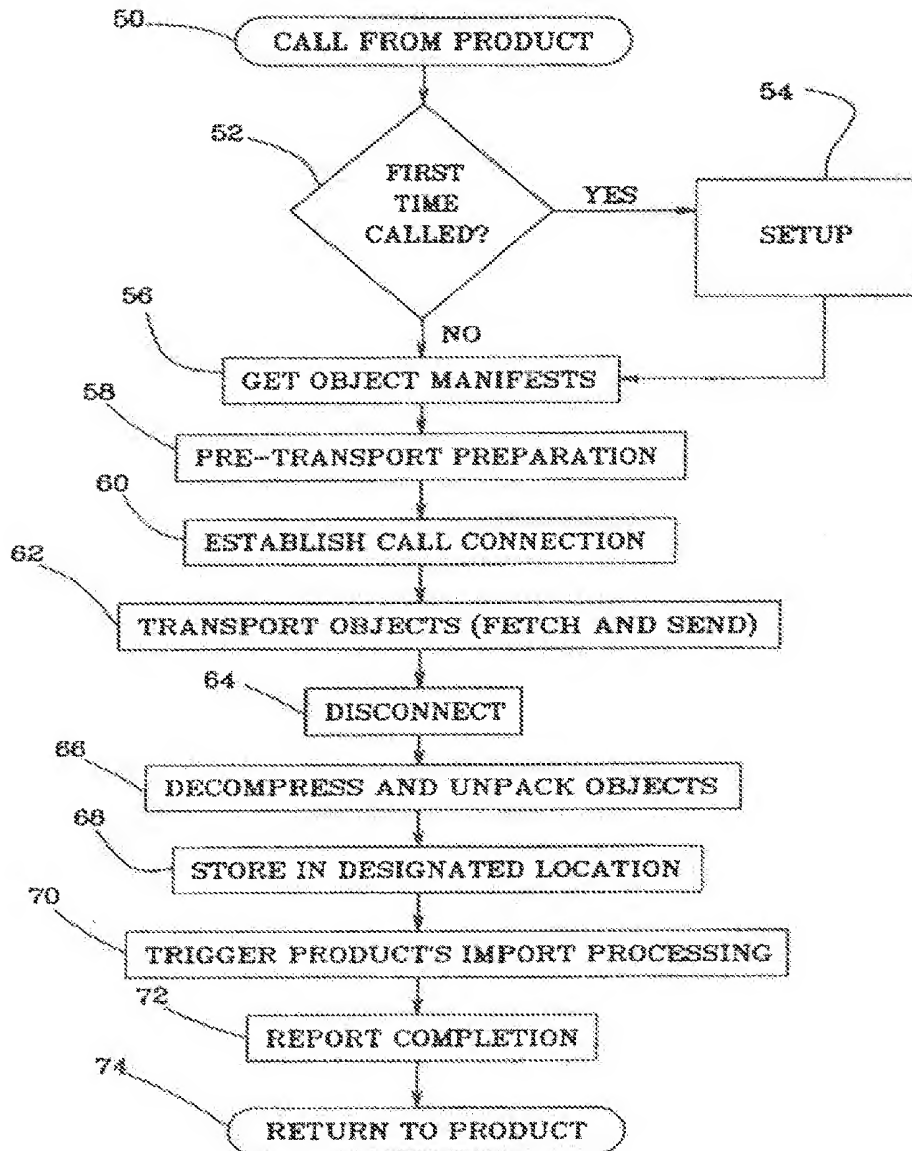 50
CALL FROM PRODUCT
54
52
FIRST
TIME
CALLED?
YES
SETUP
56
NO
GET OBJECT MANIFESTS
58
PRE-TRANSPORT PREPARATION
60
ESTABLISH CALL CONNECTION
62
TRANSPORT OBJECTS (FETCH AND SEND)
64
DISCONNECT
66
DECOMPRESS AND UNPACK OBJECTS
68
STORE IN DESIGNATED LOCATION
70
TRIGGER PRODUCT'S IMPORT PROCESSING
72
REPORT COMPLETION
74
RETURN TO PRODUCT